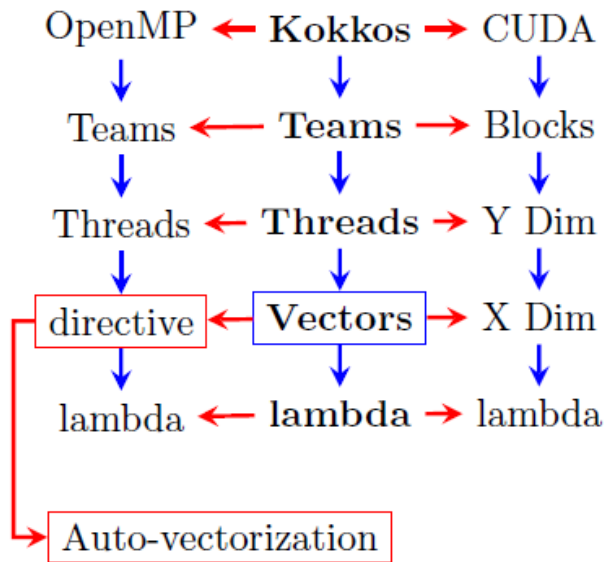 OpenMP Kokkos CUDA
Teams Teams Blocks
Threads Threads Y Dim
directive Vectors X Dim
lambda lambda lambda
Auto-vectorization